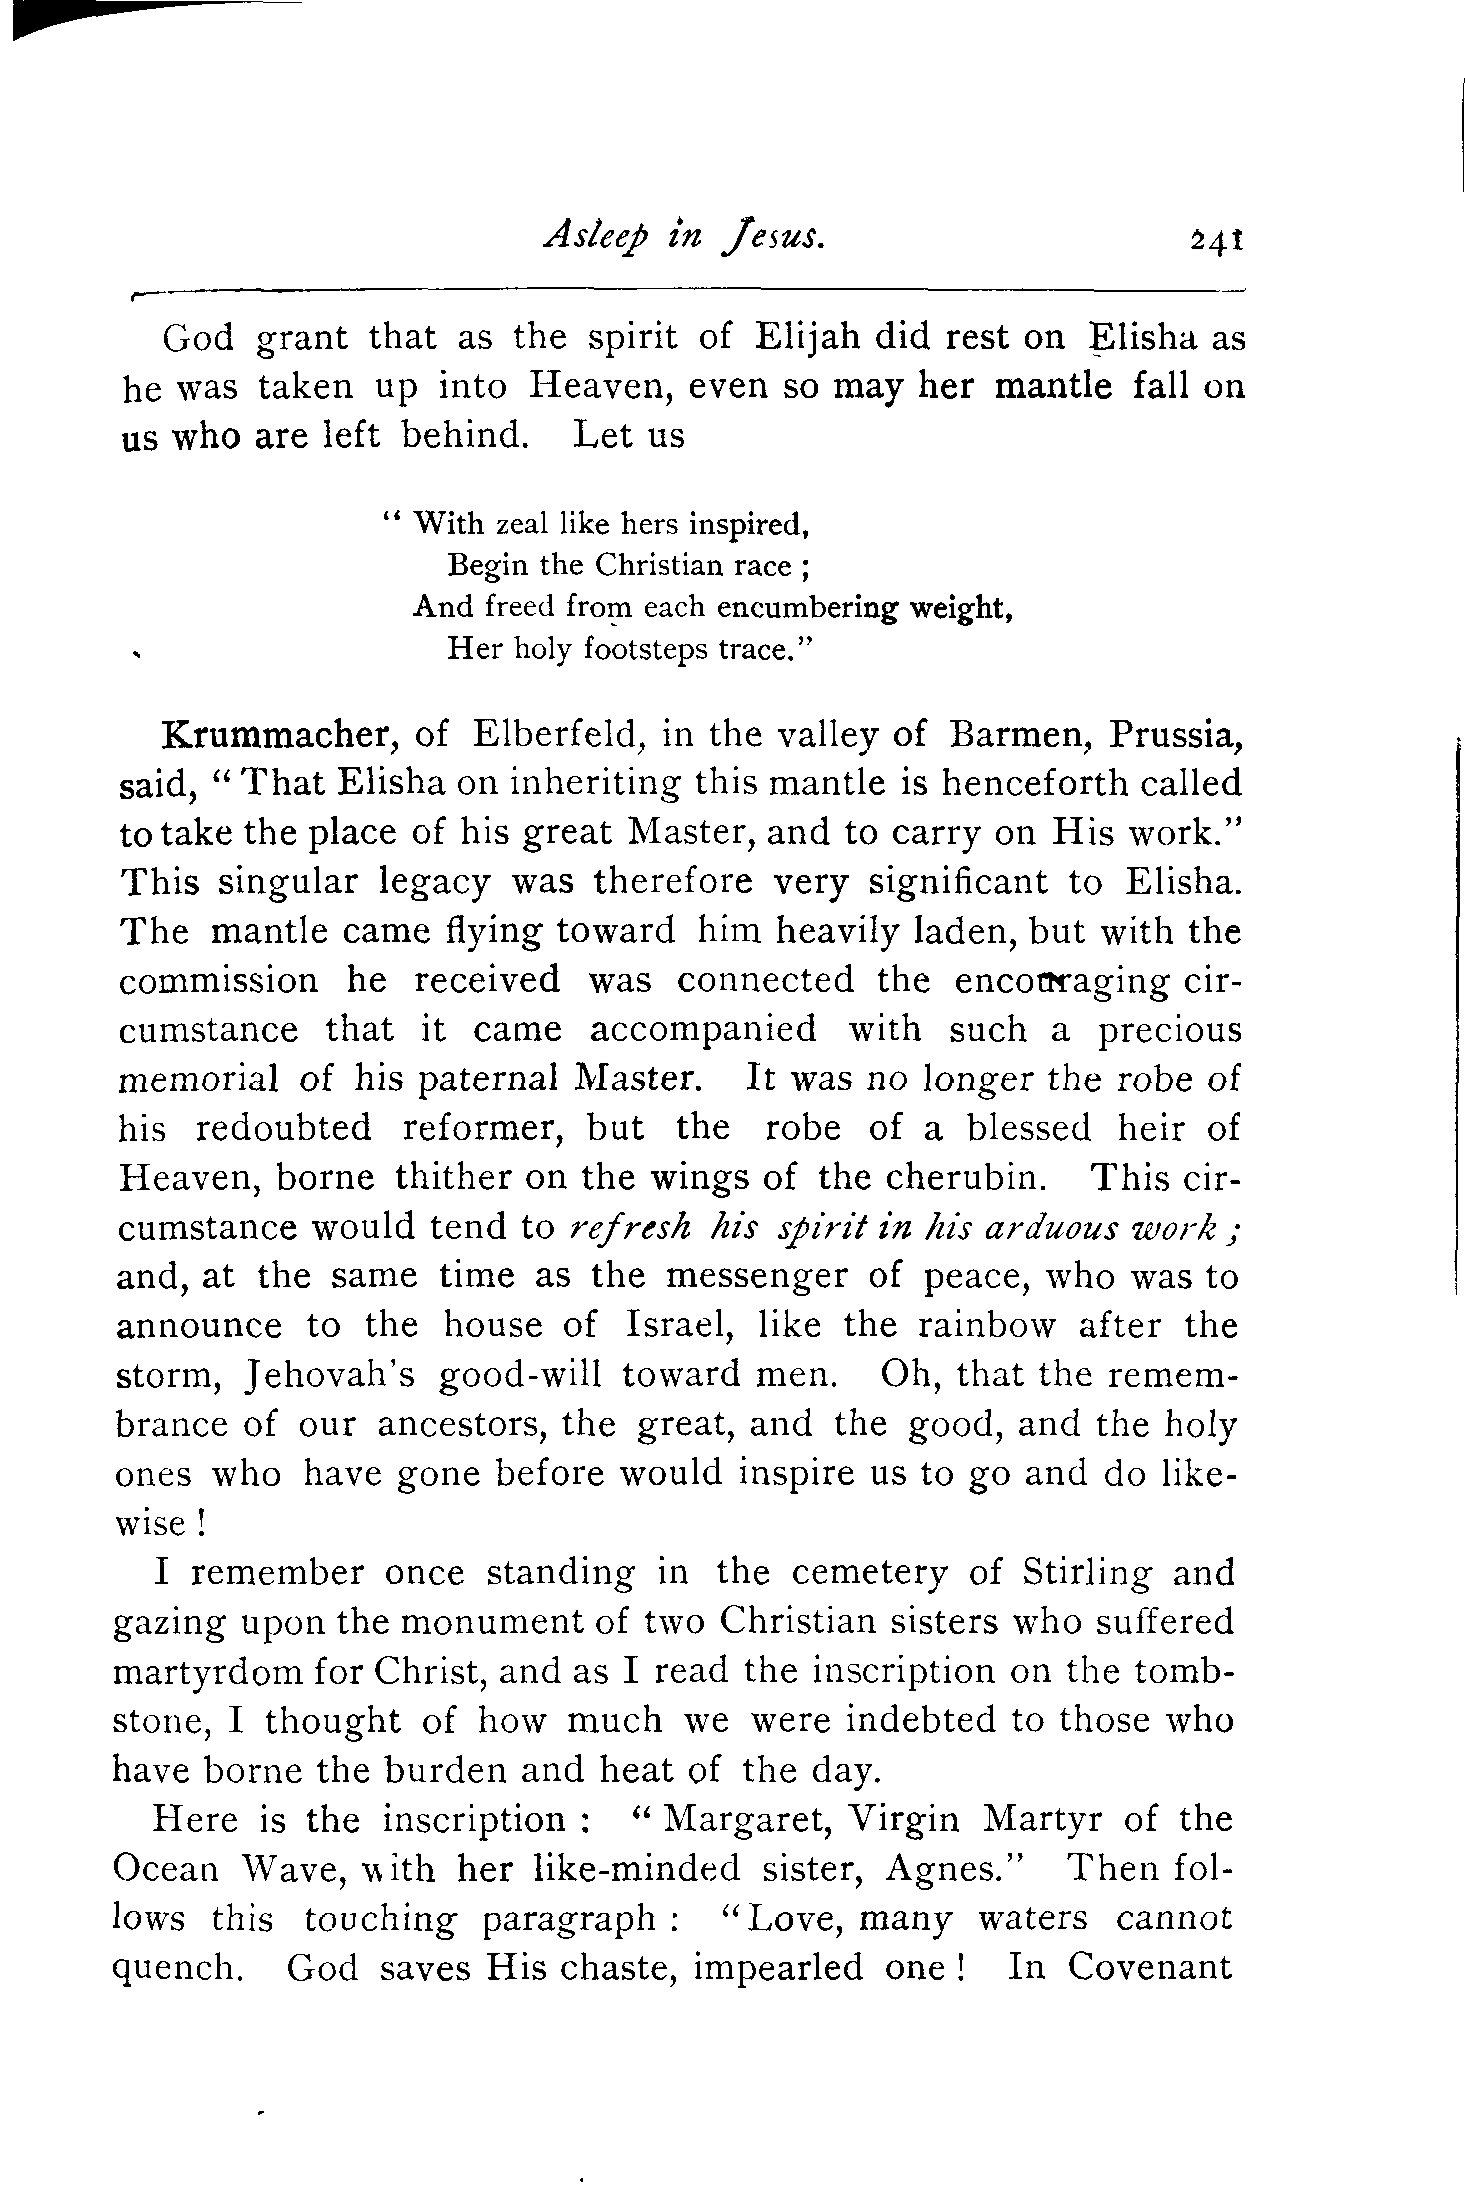 Asleep in Jesus. 241
God grant that as the spirit of Elijah did rest on Elisha as
he was taken up into Heaven, even so may her mantle fall on
us who are left behind. Let us
“ With zeal like hers inspired,
Begin the Christian race ;
And freed from each encumbering weight,
Her holy footsteps trace.”
Krummacher, of Elberfeld, in the valley of Barmen, Prussia,
said, “ That Elisha on inheriting this mantle is henceforth called
to take the place of his great Master, and to carry on His work.”
This singular legacy was therefore very significant to Elisha.
The mantle came flying toward him heavily laden, but with the
commission he received was connected the encouraging cir-
cumstance that it came accompanied with such a precious
memorial of his paternal Master. It was no longer the robe of
his redoubted reformer, but the robe of a blessed heir of
Heaven, borne thither on the wings of the cherubin. This cir-
cumstance would tend to refresh his spirit in his arduous work ;
and, at the same time as the messenger of peace, who was to
announce to the house of Israel, like the rainbow after the
storm, Jehovah’s good-will toward men. Oh, that the remem-
brance of our ancestors, the great, and the good, and the holy
ones who have gone before would inspire us to go and do like-
wise !
I remember once standing in the cemetery of Stirling and
gazing upon the monument of two Christian sisters who suffered
martyrdom for Christ, and as I read the inscription on the tomb-
stone, I thought of how much we were indebted to those who
have borne the burden and heat of the day.
Here is the inscription : “ Margaret, Virgin Martyr of the
Ocean Wave, with her like-minded sister, Agnes.” Then fol-
lows this touching paragraph : “ Love, many waters cannot
quench. God saves His chaste, impearled one ! In Covenant